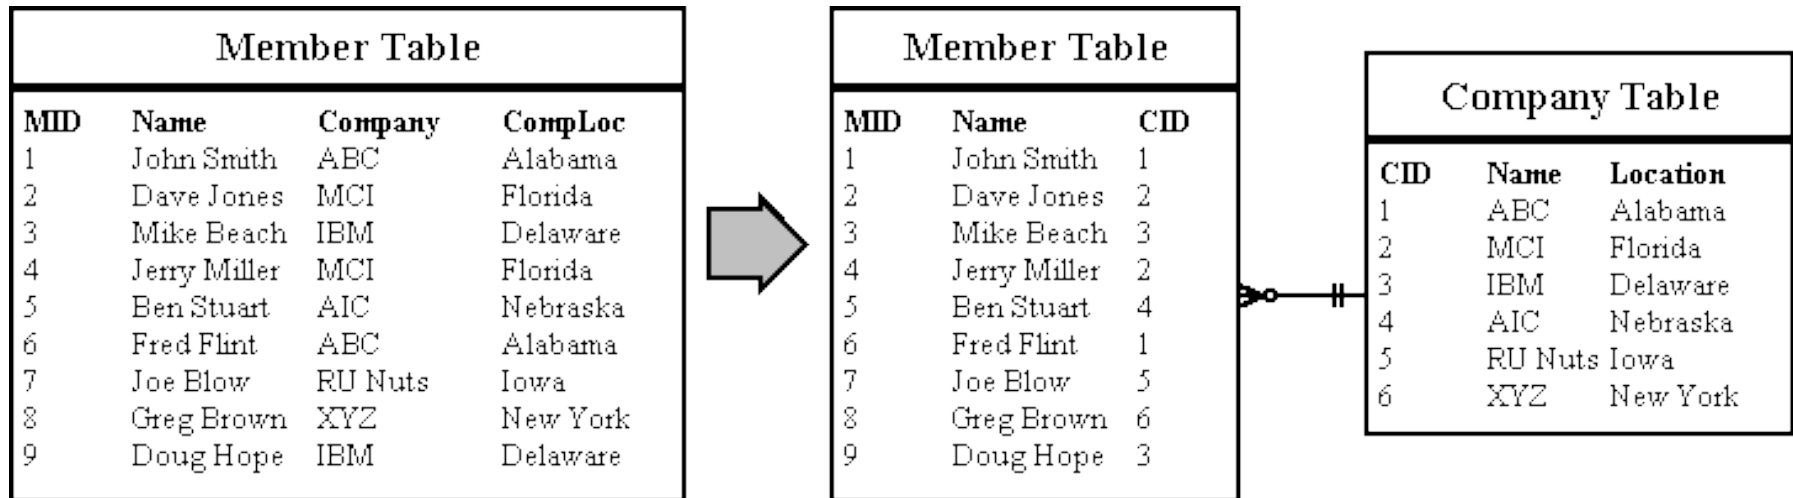 Member Table
MID Name Company CompLoc
1 John Smith ABC Alabama
2 Dave Jones MCI Florida
3 Mike Beach IBM Delaware
4 Jerry Miller MCI Florida
5 Ben Stuart AIC Nebraska
6 Fred Flint ABC Alabama
7 Joe Blow RU Nuts Iowa
8 Greg Brown XYZ New York
9 Doug Hope IBM Delaware
Member Table
MID Name CID
1 John Smith 1
2 Dave Jones 2
3 Mike Beach 3
4 Jerry Miller 2
5 Ben Stuart 4
6 Fred Flint 1
7 Joe Blow 5
8 Greg Brown 6
9 Doug Hope 3
Company Table
CID Name Location
1 ABC Alabama
2 MCI Florida
3 IBM Delaware
4 AIC Nebraska
5 RU Nuts Iowa
6 XYZ New York